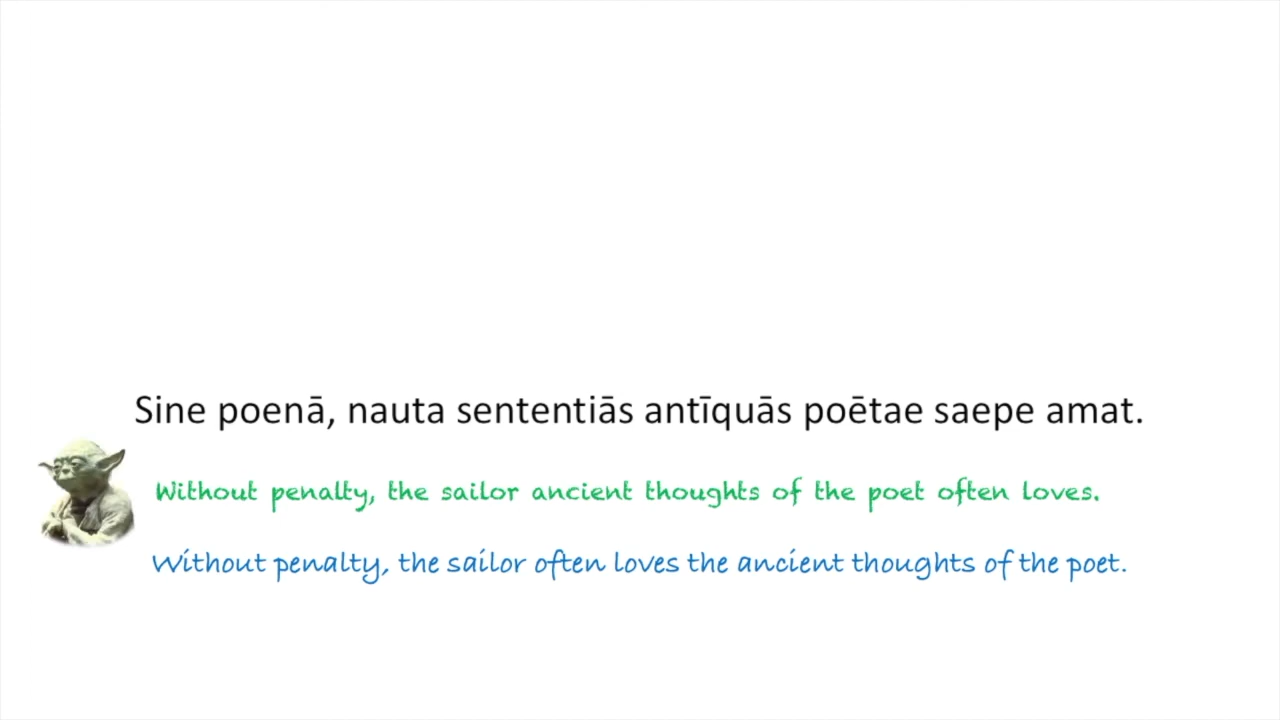 Sine poenā, nauta sententiās antīquās poētae saepe amat.
Without penalty, the sailor ancient thoughts of the poet often loves.
Without penalty, the sailor often loves the ancient thoughts of the poet.